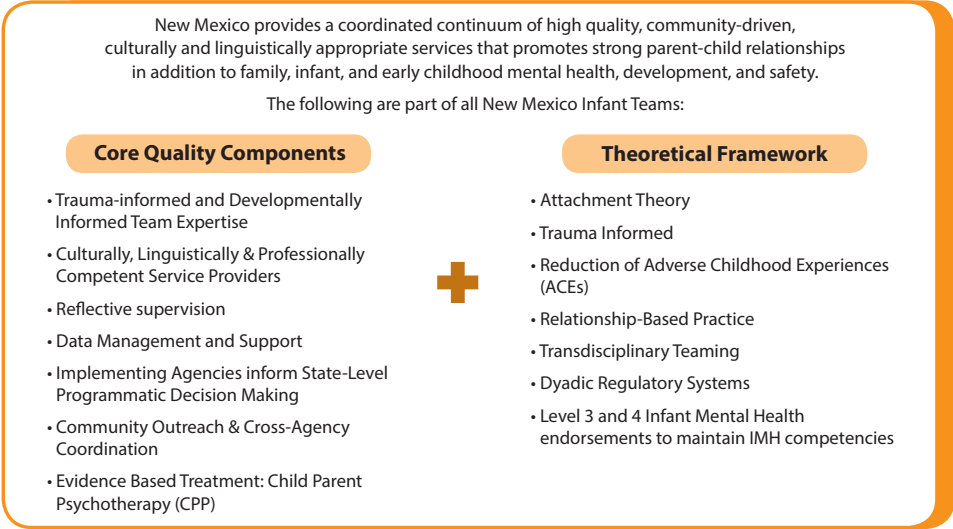 New Mexico provides a coordinated continuum of high quality, community-driven,
culturally and linguistically appropriate services that promotes strong parent-child relationships
in addition to family, infant, and early childhood mental health, development, and safety.
The following are part of all New Mexico Infant Teams:
Core Quality Components
• Trauma-informed and Developmentally
Informed Team Expertise
• Culturally, Linguistically & Professionally
Competent Service Providers
• Reflective supervision
• Data Management and Support
• Implementing Agencies inform State-Level
Programmatic Decision Making
• Community Outreach & Cross-Agency
Coordination
• Evidence Based Treatment: Child Parent
Psychotherapy (CPP)
Theoretical Framework
• Attachment Theory
• Trauma Informed
• Reduction of Adverse Childhood Experiences
(ACEs)
• Relationship-Based Practice
• Transdisciplinary Teaming
• Dyadic Regulatory Systems
• Level 3 and 4 Infant Mental Health
endorsements to maintain IMH competencies